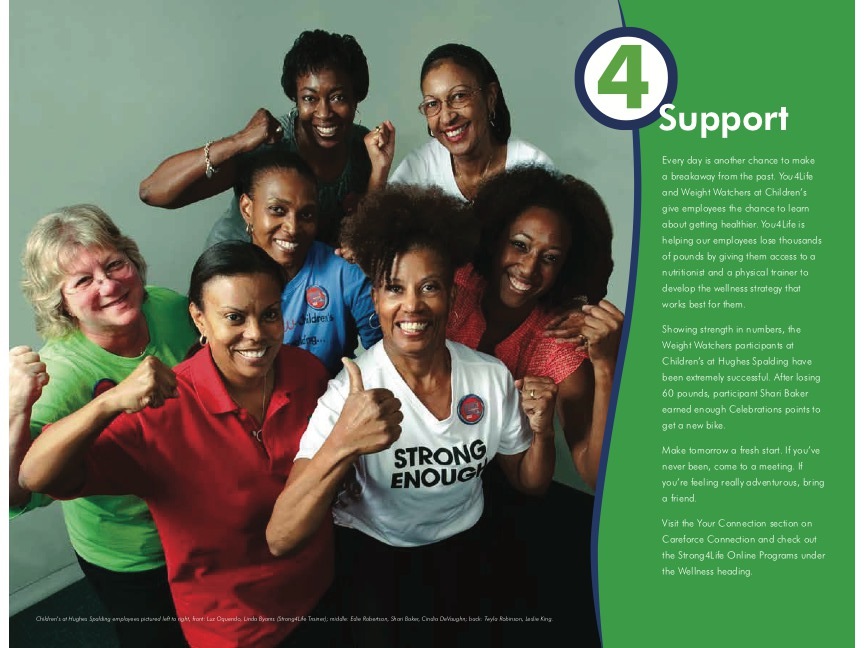 4
Support
Every day is another chance to make
a breakaway from the past. You4Life
and Weight Watchers at Children's
give employees the chance to learn
about getting healthier. You4Life is
helping our employees lose thousands
of pounds by giving them access to a
nutritionist and a physical trainer to
develop the wellness strategy that
works best for them.
Showing strength in numbers, the
Weight Watchers participants at
Children's at Hughes Spalding have
been extremely successful. After losing
60 pounds, participant Shari Baker
earned enough Celebrations points to
get a new bike.
Make tomorrow a fresh start. If you've
never been, come to a meeting. If
you're feeling really adventurous, bring
a friend.
Visit the Your Connection section on
Careforce Connection and check out
the Strong4Life Online Programs under
the Wellness heading.
STRONG
ENOUGH
Children's at Hughes Spalding employees pictured left to right, front: Luz Oquendo, Linda Byams (Strong4Life Trainer); middle: Edie Robertson, Shari Baker, Cindia DeVaughn; back: Twyla Robinson, Leslie King.